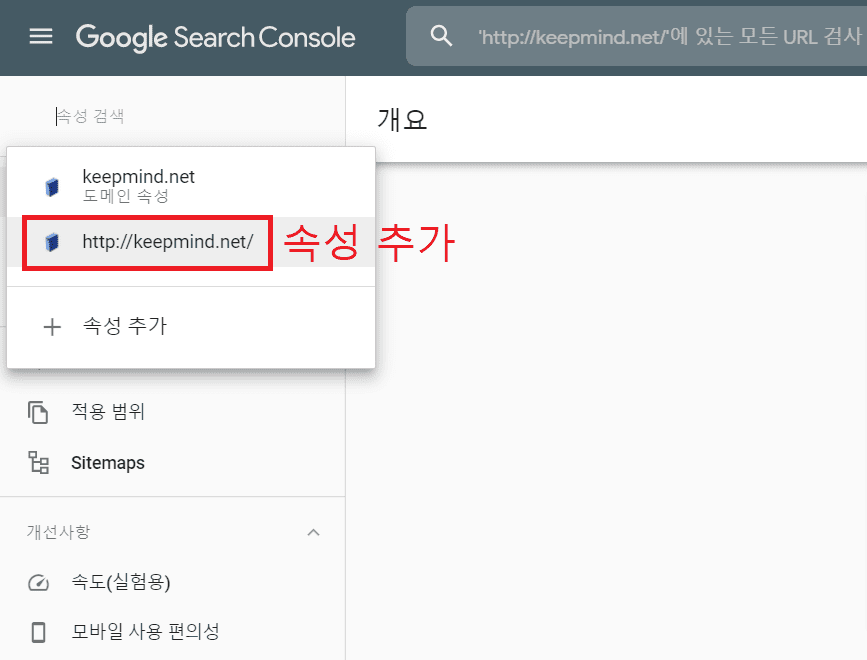 Google Search Console
'http://keepmind.net/'에 있는 모든 URL 검사
속성 검색
개요
keepmind.net
도메인 속성
http://keepmind.net/
속성 추가
속성 추가
적용 범위
Sitemaps
개선사항
속도(실험용)
모바일 사용 편의성